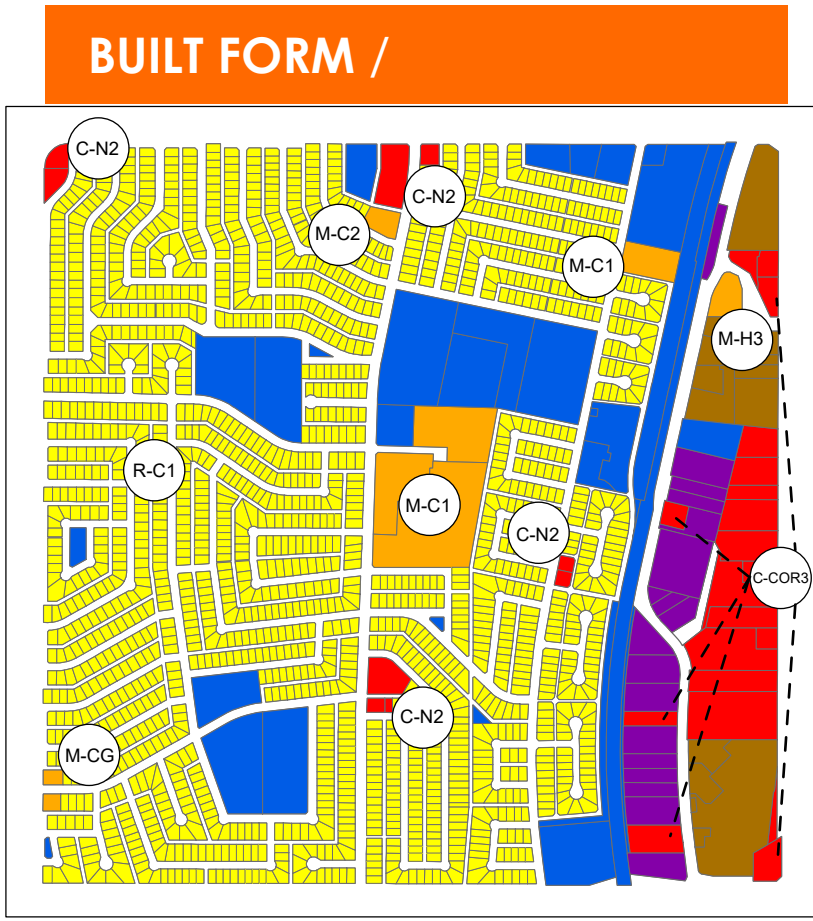 BUILT FORM /
C-N2
C-N2
M-C2
M-C1
M-H3
R-C1
M-C1
C-N2
C-COR3
C-N2
M-CG